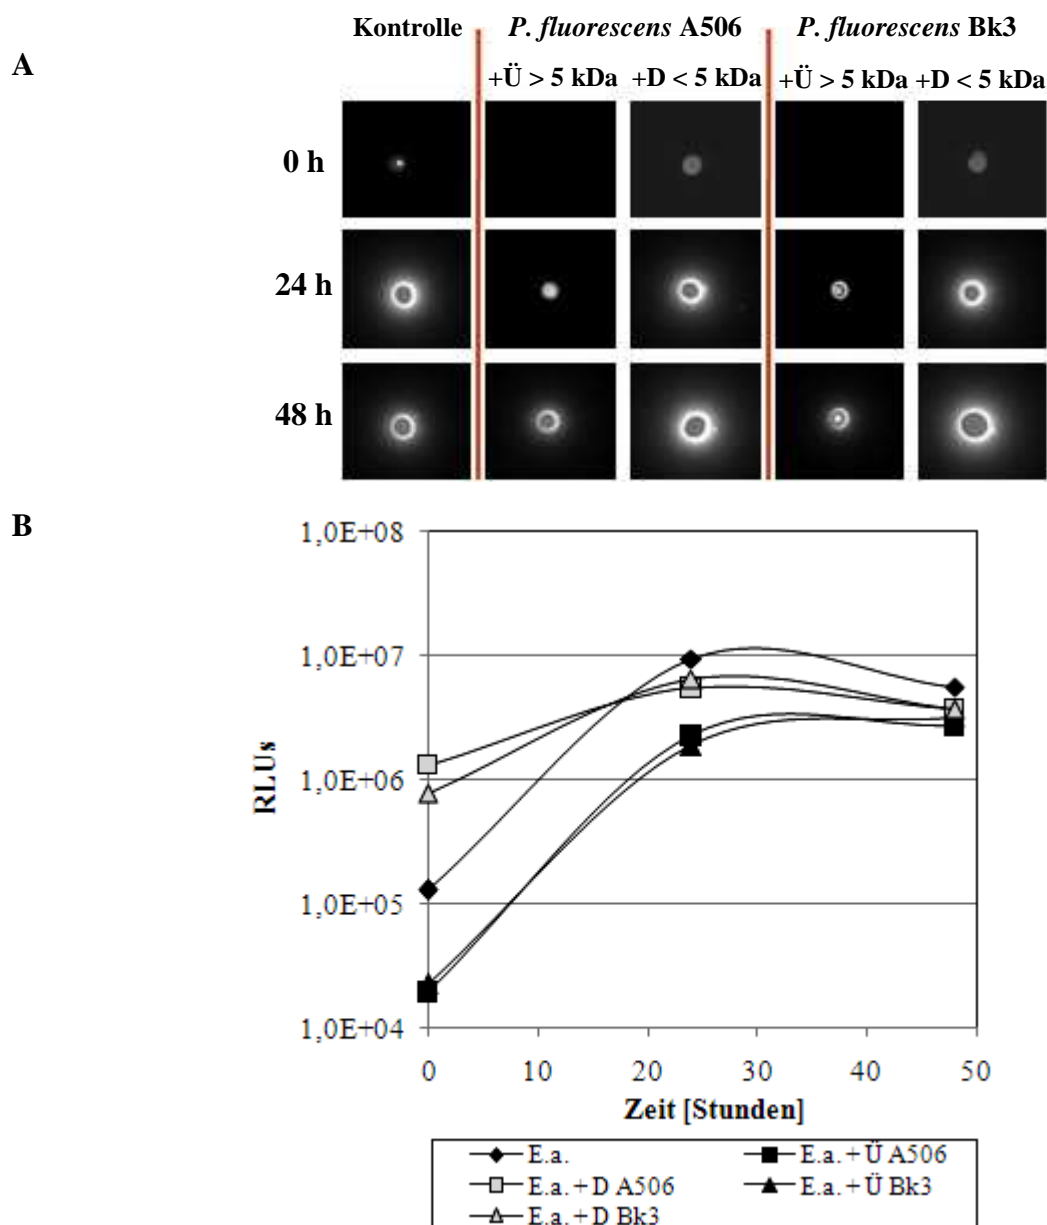 A
Kontrolle
P. fluorescens A506
P. fluorescens Bk3
+Ü > 5 kDa
+D < 5 kDa
+Ü > 5 kDa
+D < 5 kDa
0 h
24 h
48 h
B
1,0E+08
1,0E+07
1,0E+06
1,0E+05
1,0E+04
RLUs
0
10
20
30
40
50
Zeit [Stunden]
E.a.
E.a. + Ü A506
E.a. + D A506
E.a. + Ü Bk3
E.a. + D Bk3